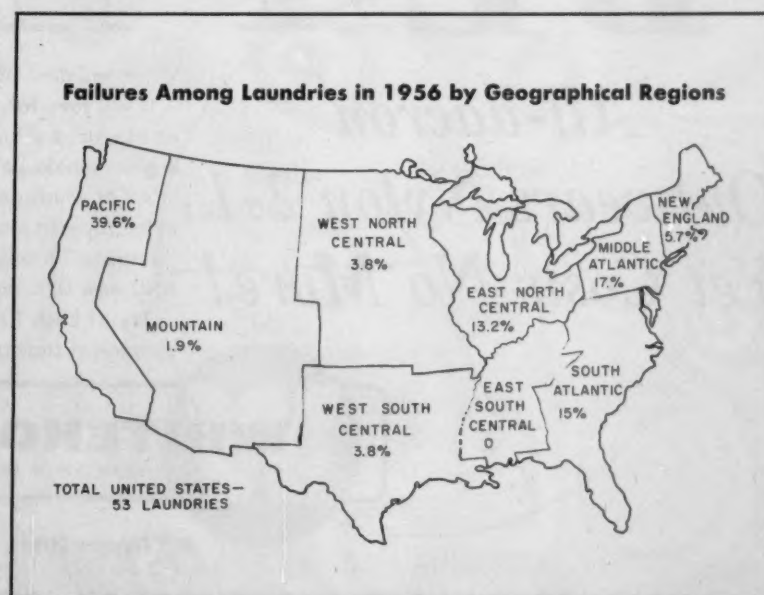 Failures Among Laundries in 1956 by Geographical Regions
PACIFIC
39.6%
MOUNTAIN
1.9%
WEST NORTH
CENTRAL
3.8%
WEST SOUTH
CENTRAL
3.8%
EAST NORTH
CENTRAL
13.2%
EAST
SOUTH
CENTRAL
0
SOUTH
ATLANTIC
15%
MIDDLE
ATLANTIC
17.%
NEW
ENGLAND
5.7%
TOTAL UNITED STATES—
53 LAUNDRIES